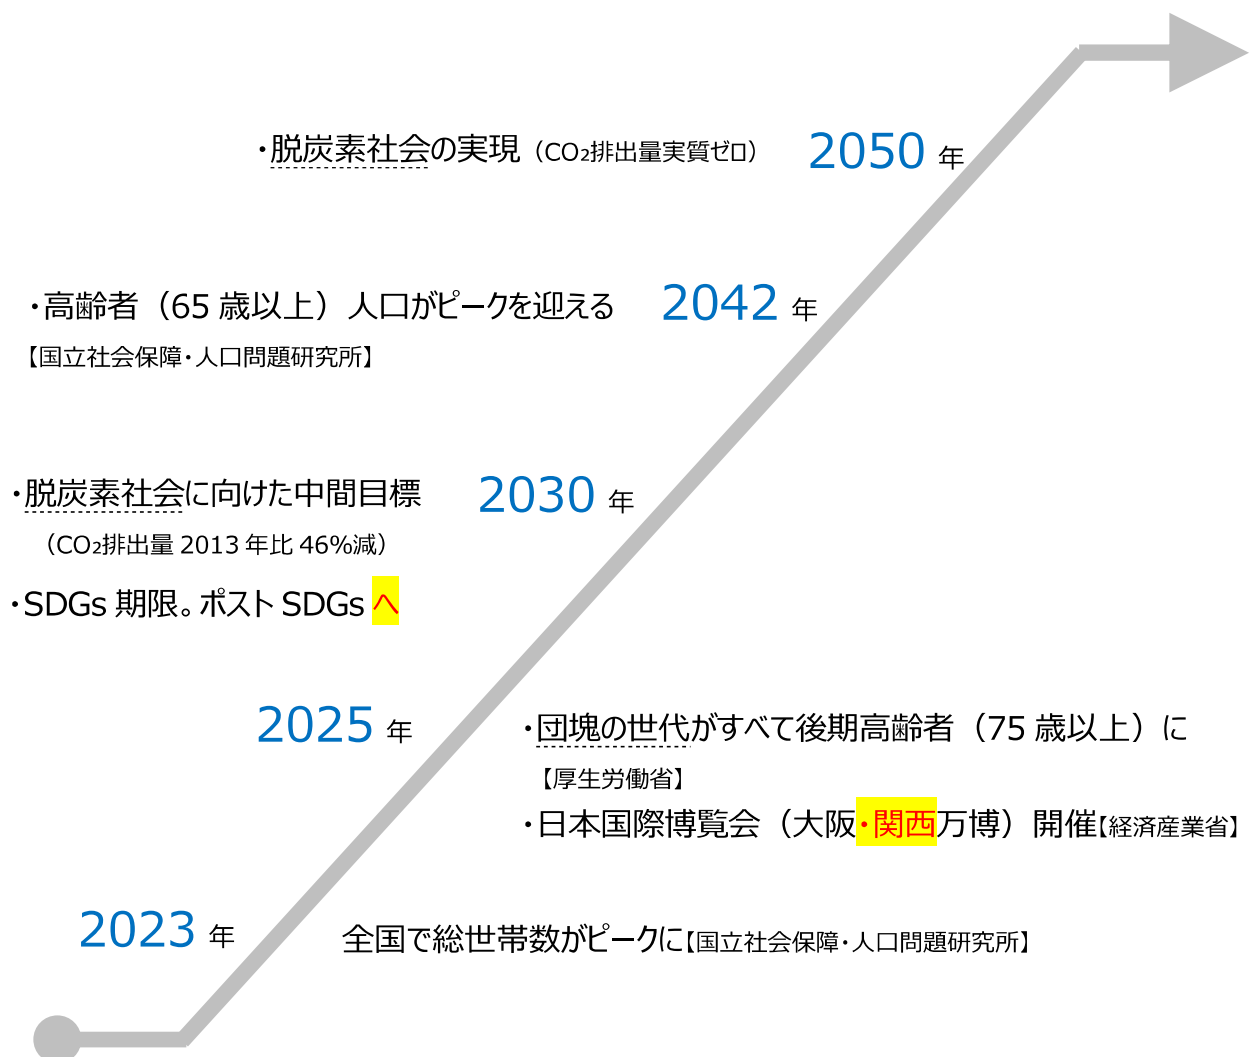 ・脱炭素社会の実現（CO₂排出量実質ゼロ） 2050 年
・高齢者（65 歳以上）人口がピークを迎える 2042 年
【国立社会保障・人口問題研究所】
・脱炭素社会に向けた中間目標 2030 年
（CO₂排出量 2013 年比 46%減）
・SDGs 期限。ポスト SDGs へ
2025 年 ・団塊の世代がすべて後期高齢者（75 歳以上）に
【厚生労働省】
・日本国際博覧会（大阪・関西万博）開催【経済産業省】
2023 年 全国で総世帯数がピークに【国立社会保障・人口問題研究所】